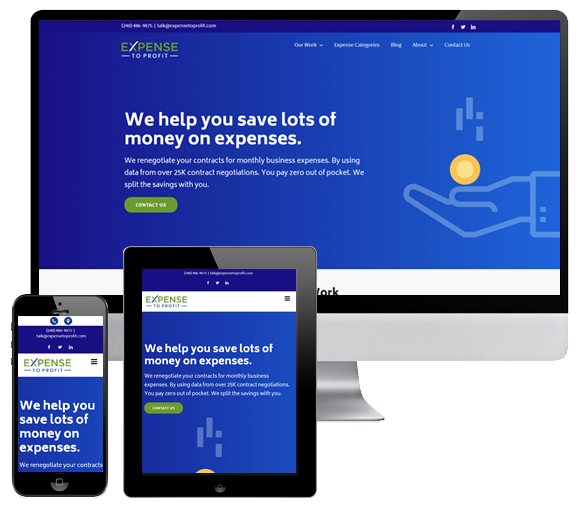 (240) 406-9075 | talk@expensetoprofit.com
EXPENSE
TO PROFIT
Our Work
Expense Categories
Blog
About
Contact Us
We help you save lots of
money on expenses.
We renegotiate your contracts for monthly business expenses. By using
data from over 25K contract negotiations. You pay zero out of pocket. We
split the savings with you.
CONTACT US
Work
(240) 406-9075 | talk@expensetoprofit.com
EXPENSE
TO PROFIT
We help you save lots of
money on expenses.
We renegotiate your contracts for monthly business
expenses. By using data from over 25K contract negotiations.
You pay zero out of pocket. We split the savings with you.
CONTACT US
(240) 406-9075 |
talk@expensetoprofit.com
EXPENSE
TO PROFIT
We help you
save lots of
money on
expenses.
We renegotiate your contracts